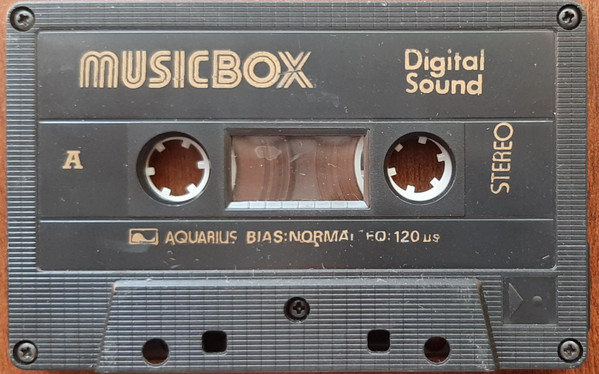 MUSICBOX
Digital
Sound
A
STEREO
AQUARIUS BIAS:NORMAL EQ:120 µs